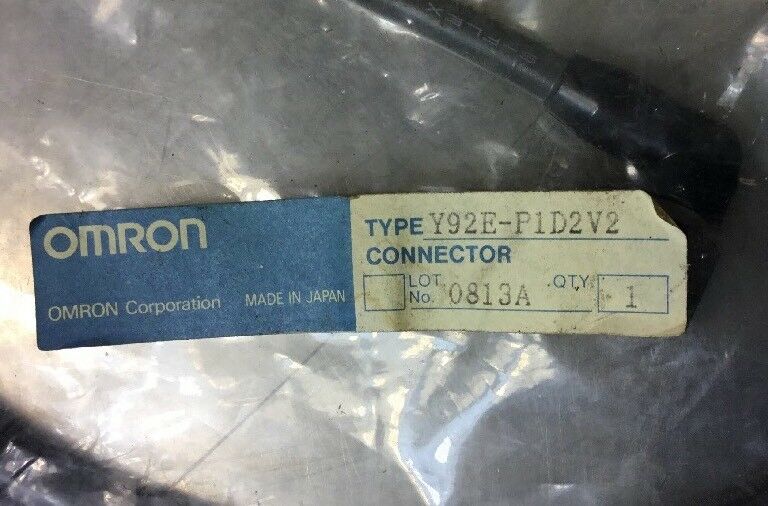 OMRON
OMRON Corporation MADE IN JAPAN
TYPE Y92E-P1D2V2
CONNECTOR
LOT No. 0813A QTY 1